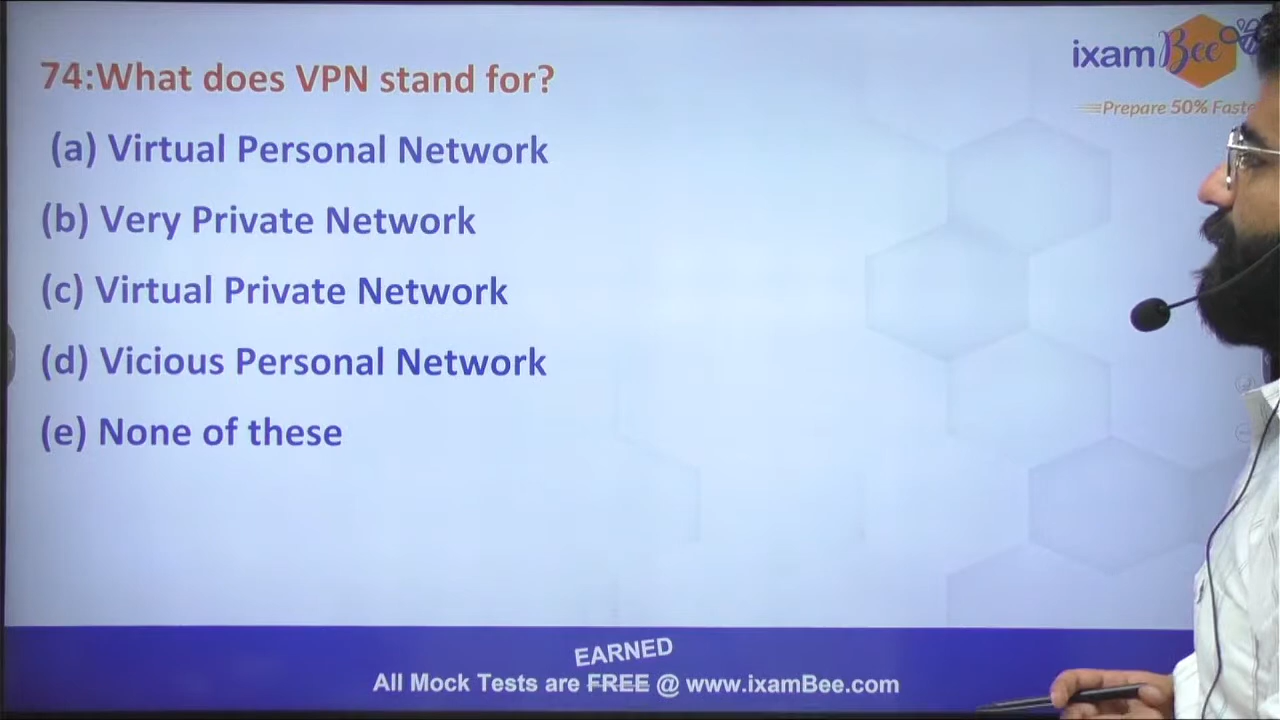 ixamBee
Prepare 50% Faste
74:What does VPN stand for?
(a) Virtual Personal Network
(b) Very Private Network
(c) Virtual Private Network
(d) Vicious Personal Network
(e) None of these
EARNED
All Mock Tests are FREE @ www.ixamBee.com